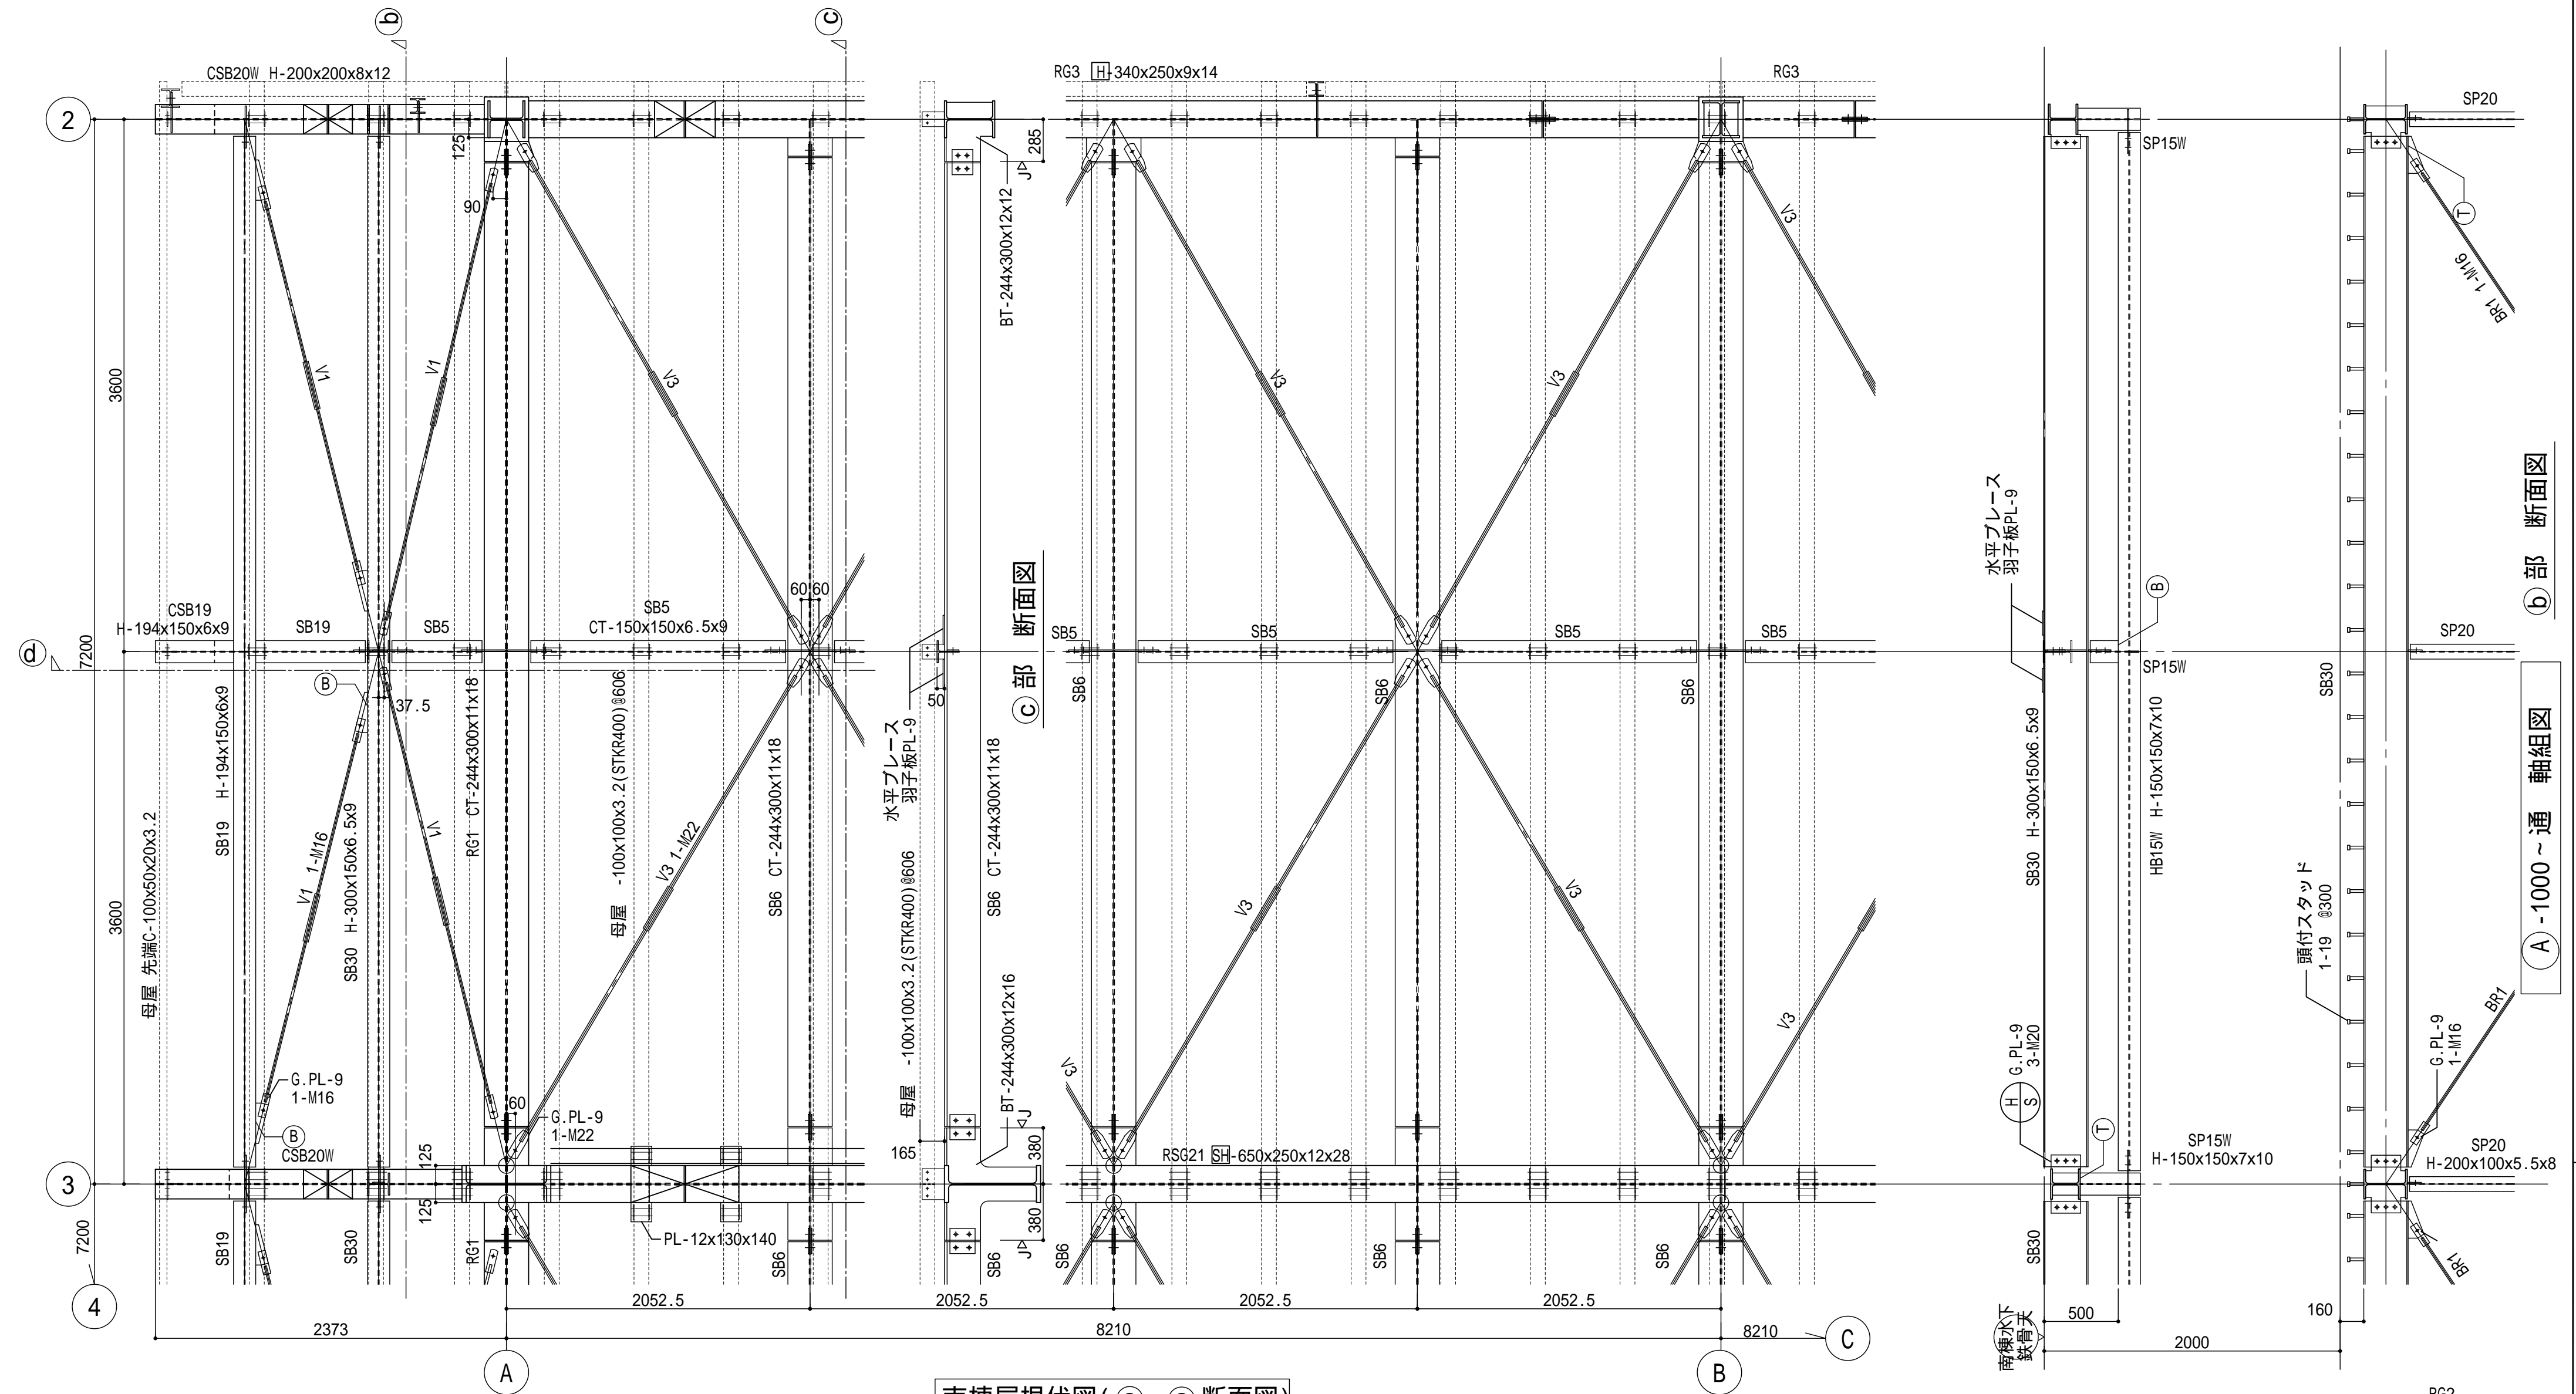 b
c
CSB20W H-200x200x8x12
RG3 H-340x250x9x14
RG3
2
SP20
SP15W
125
90
285
J
BT-244x300x12x12
T
V1
V1
V3
V3
V3
V3
BR1 1-M16
3600
3600
7200
水平ブレース
羽子板PL-9
b 部 断面図
c 部 断面図
60 60
CSB19
H-194x150x6x9
SB19
SB5
SB5
CT-150x150x6.5x9
SB5
SB5
SB5
SB5
B
SP20
SP15W
d
B
37.5
50
水平ブレース
羽子板PL-9
SB6
SB6
SB6
SB30
母屋 先端C-100x50x20x3.2
SB19 H-194x150x6x9
V1 1-M16
SB30 H-300x150x6.5x9
V1
RG1 CT-244x300x11x18
母屋 -100x100x3.2(STKR400)@606
V3 1-M22
SB6 CT-244x300x11x18
母屋 -100x100x3.2(STKR400)@606
SB6 CT-244x300x11x18
V3
V3
V3
V3
SB30 H-300x150x6.5x9
HB15W H-150x150x7x10
頭付スタッド
1-19 @300
A -1000～通 軸組図
G.PL-9
1-M16
B
CSB20W
60
G.PL-9
1-M22
BT-244x300x12x16
J
380
165
RSG21 SH-650x250x12x28
G.PL-9
3-M20
H
S
T
SP15W
H-150x150x7x10
BR1
G.PL-9
1-M16
SP20
H-200x100x5.5x8
3
125
125
380
J
PL-12x130x140
7200
SB19
SB30
RG1
SB6
SB6
SB6
SB6
SB6
SB30
BR1
4
2052.5
2052.5
2052.5
2052.5
2373
8210
8210
C
A
B
南棟水下
鉄骨天
500
160
2000
RG2